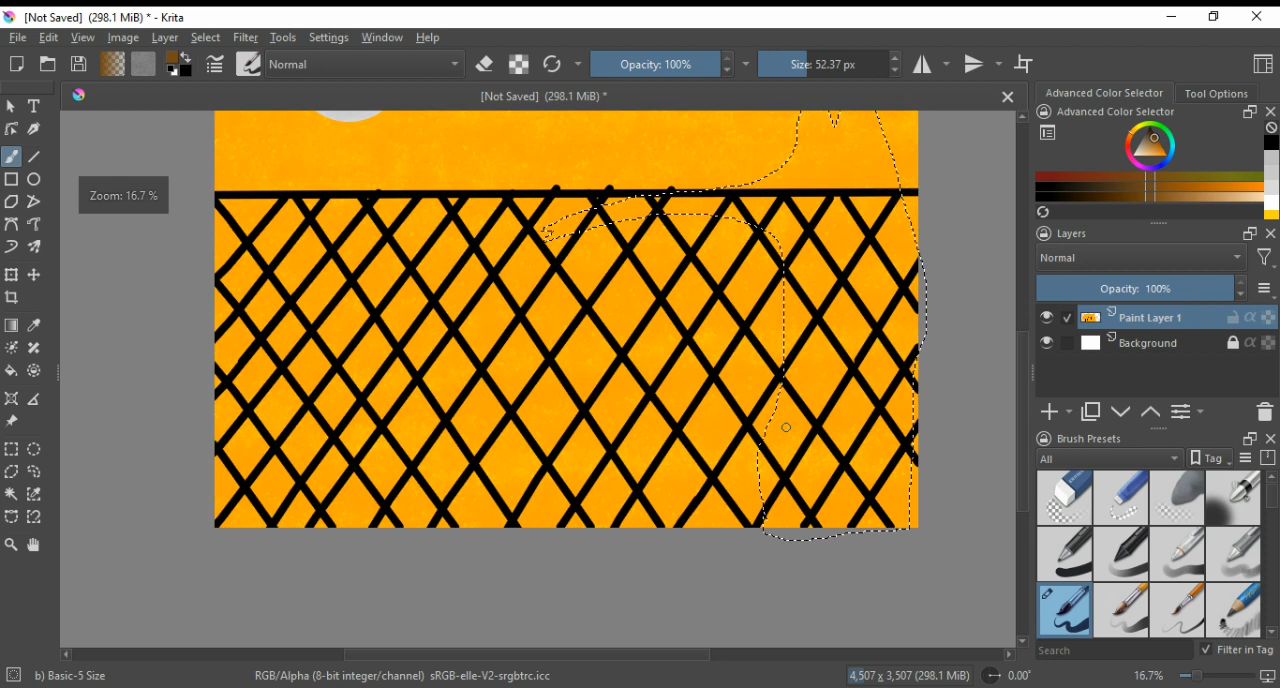 [Not Saved] (298.1 MiB) * - Krita
File Edit View Image Layer Select Filter Tools Settings Window Help
Normal Opacity: 100% Size: 52.37 px
[Not Saved] (298.1 MiB) *
Advanced Color Selector Tool Options
Advanced Color Selector
Zoom: 16.7 %
Layers
Normal
Opacity: 100%
Paint Layer 1
Background
Brush Presets
All Tag
Search Filter in Tag
b) Basic-5 Size RGB/Alpha (8-bit integer/channel) sRGB-elle-V2-srgbtrc.icc 4,507 x 3,507 (298.1 MiB) 0.00° 16.7%